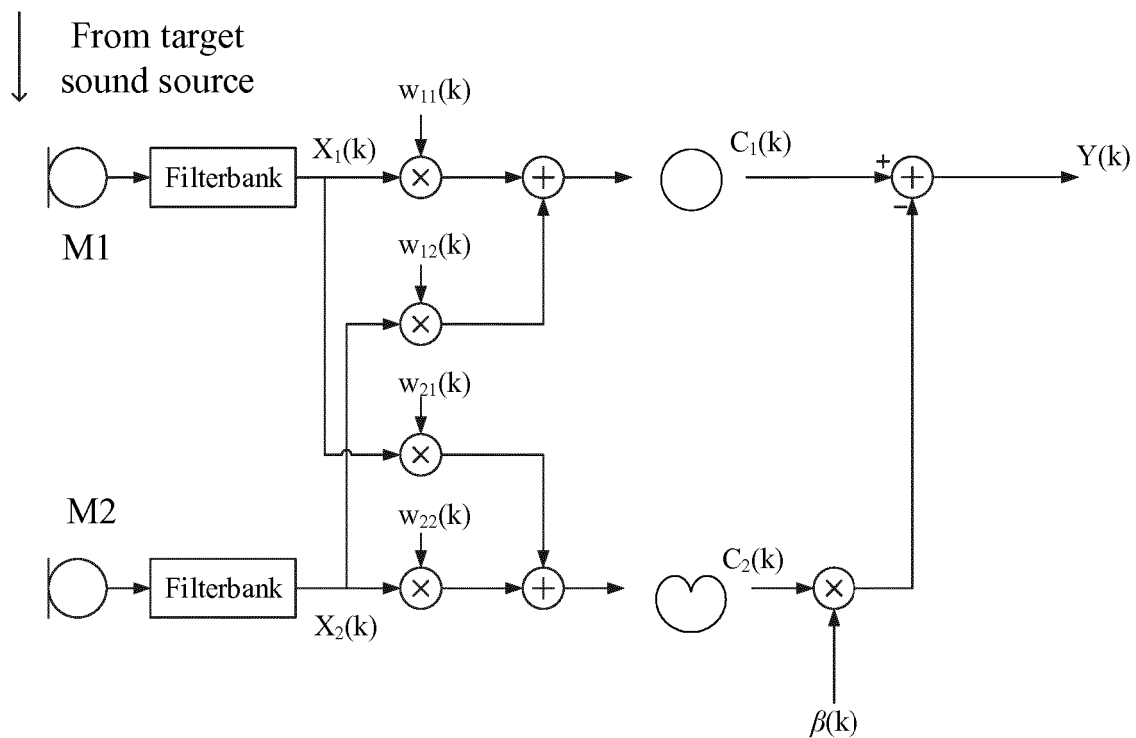 From target
sound source
w₁₁(k)
X₁(k)
C₁(k)
Y(k)
Filterbank
×
+
+
+
−
M1
w₁₂(k)
×
w₂₁(k)
×
M2
w₂₂(k)
C₂(k)
Filterbank
×
+
×
X₂(k)
β(k)